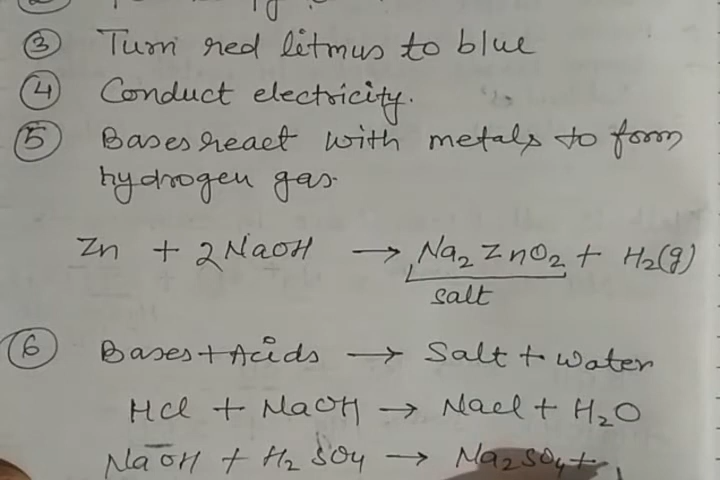 ③ Turn red litmus to blue
④ Conduct electricity.
⑤ Bases react with metals to form
hydrogen gas.
Zn + 2NaOH → Na₂ZnO₂ + H₂(g)
salt
⑥ Bases + Acids → Salt + water
HCl + NaOH → NaCl + H₂O
NaOH + H₂SO₄ → Na₂SO₄ +